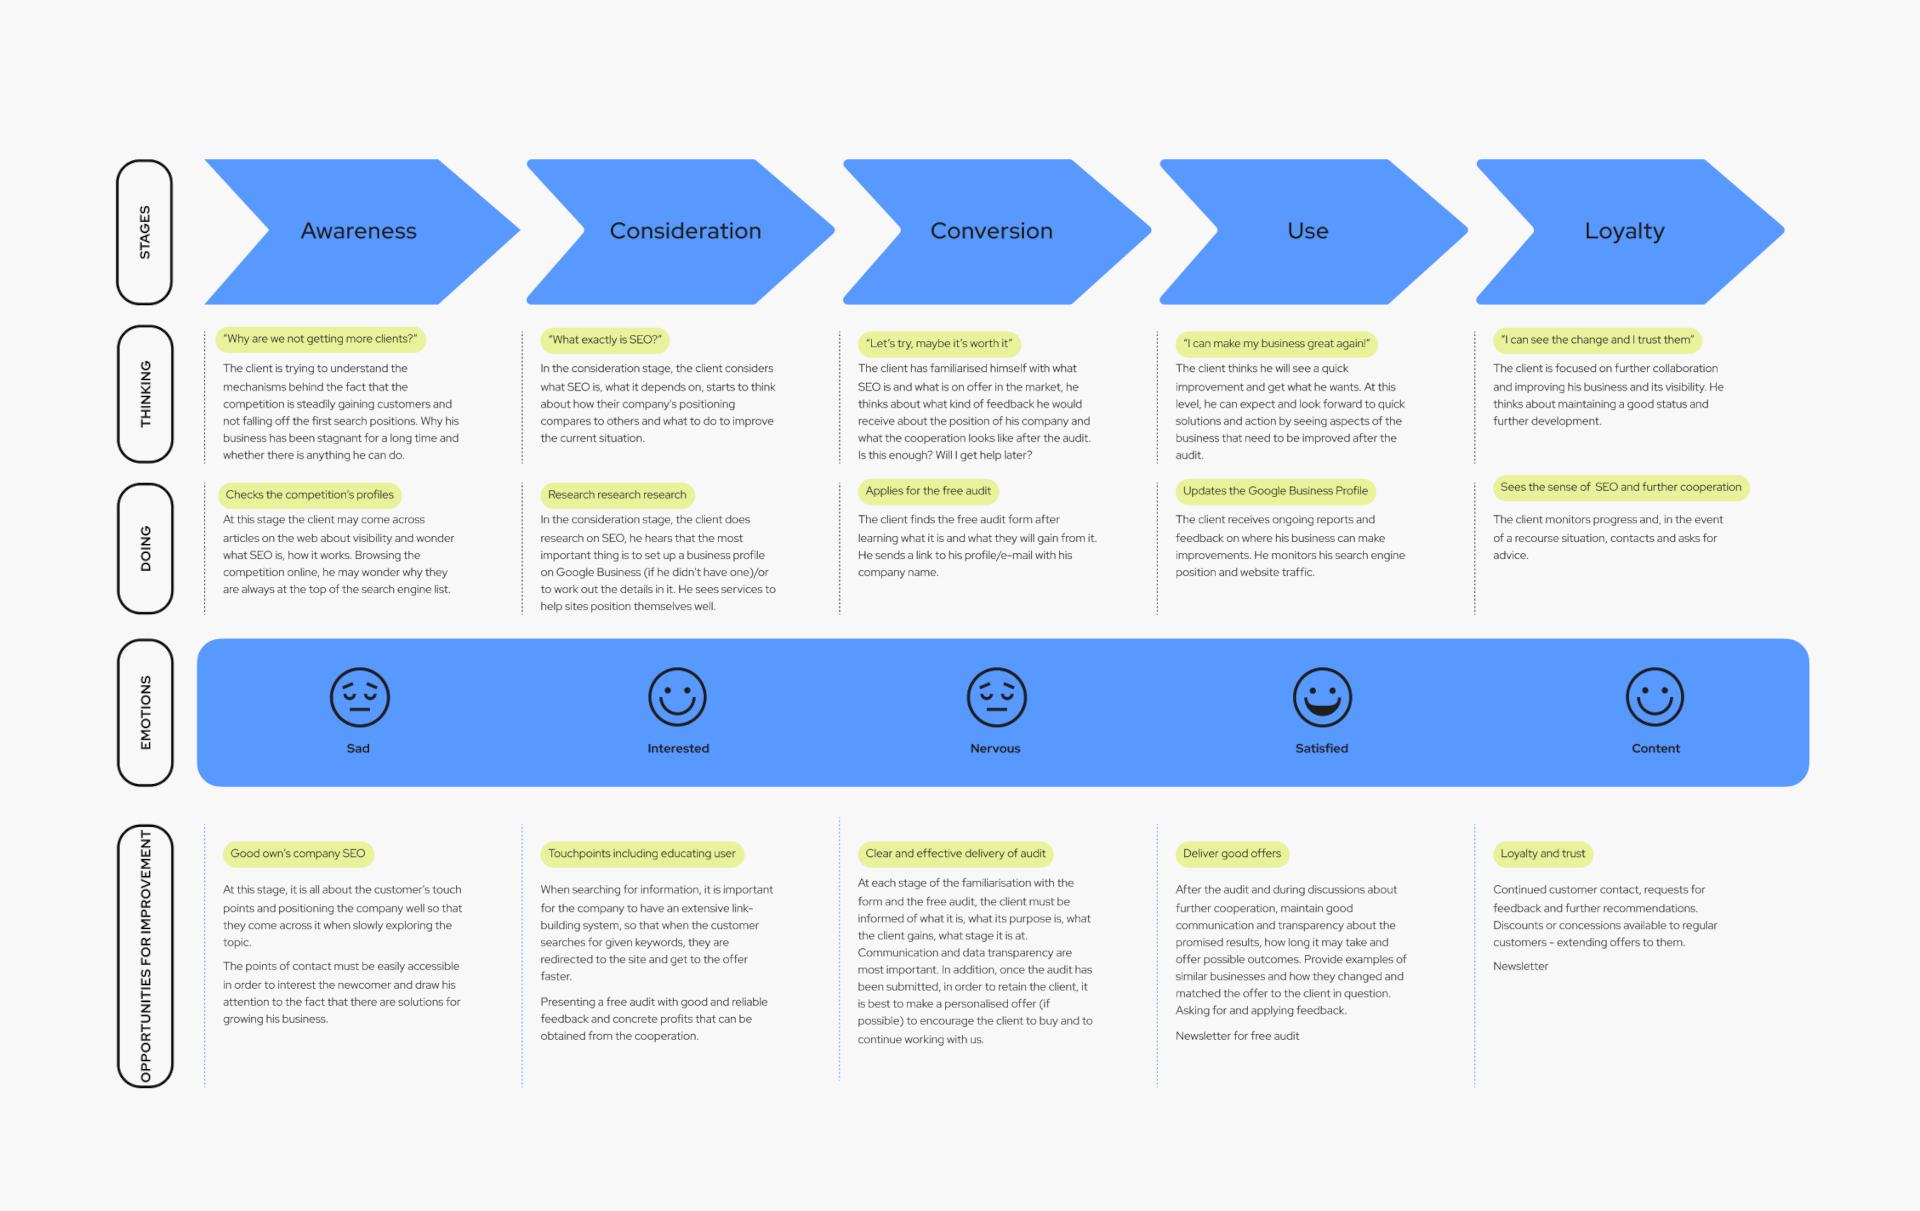 STAGES
Awareness
Consideration
Conversion
Use
Loyalty
THINKING
“Why are we not getting more clients?”
The client is trying to understand the
mechanisms behind the fact that the
competition is steadily gaining customers and
not falling off the first search positions. Why his
business has been stagnant for a long time and
whether there is anything he can do.
“What exactly is SEO?”
In the consideration stage, the client considers
what SEO is, what it depends on, starts to think
about how their company's positioning
compares to others and what to do to improve
the current situation.
“Let’s try, maybe it’s worth it”
The client has familiarised himself with what
SEO is and what is on offer in the market, he
thinks about what kind of feedback he would
receive about the position of his company and
what the cooperation looks like after the audit.
Is this enough? Will I get help later?
“I can make my business great again!”
The client thinks he will see a quick
improvement and get what he wants. At this
level, he can expect and look forward to quick
solutions and action by seeing aspects of the
business that need to be improved after the
audit.
“I can see the change and I trust them”
The client is focused on further collaboration
and improving his business and its visibility. He
thinks about maintaining a good status and
further development.
DOING
Checks the competition’s profiles
At this stage the client may come across
articles on the web about visibility and wonder
what SEO is, how it works. Browsing the
competition online, he may wonder why they
are always at the top of the search engine list.
Research research research
In the consideration stage, the client does
research on SEO, he hears that the most
important thing is to set up a business profile
on Google Business (if he didn't have one)/or
to work out the details in it. He sees services to
help sites position themselves well.
Applies for the free audit
The client finds the free audit form after
learning what it is and what they will gain from it.
He sends a link to his profile/e-mail with his
company name.
Updates the Google Business Profile
The client receives ongoing reports and
feedback on where his business can make
improvements. He monitors his search engine
position and website traffic.
Sees the sense of SEO and further cooperation
The client monitors progress and, in the event
of a recourse situation, contacts and asks for
advice.
EMOTIONS
Sad
Interested
Nervous
Satisfied
Content
OPPORTUNITIES FOR IMPROVEMENT
Good own’s company SEO
At this stage, it is all about the customer’s touch
points and positioning the company well so that
they come across it when slowly exploring the
topic.
The points of contact must be easily accessible
in order to interest the newcomer and draw his
attention to the fact that there are solutions for
growing his business.
Touchpoints including educating user
When searching for information, it is important
for the company to have an extensive link-
building system, so that when the customer
searches for given keywords, they are
redirected to the site and get to the offer
faster.
Presenting a free audit with good and reliable
feedback and concrete profits that can be
obtained from the cooperation.
Clear and effective delivery of audit
At each stage of the familiarisation with the
form and the free audit, the client must be
informed of what it is, what its purpose is, what
the client gains, what stage it is at.
Communication and data transparency are
most important. In addition, once the audit has
been submitted, in order to retain the client, it
is best to make a personalised offer (if
possible) to encourage the client to buy and to
continue working with us.
Deliver good offers
After the audit and during discussions about
further cooperation, maintain good
communication and transparency about the
promised results, how long it may take and
offer possible outcomes. Provide examples of
similar businesses and how they changed and
matched the offer to the client in question.
Asking for and applying feedback.
Newsletter for free audit
Loyalty and trust
Continued customer contact, requests for
feedback and further recommendations.
Discounts or concessions available to regular
customers - extending offers to them.
Newsletter